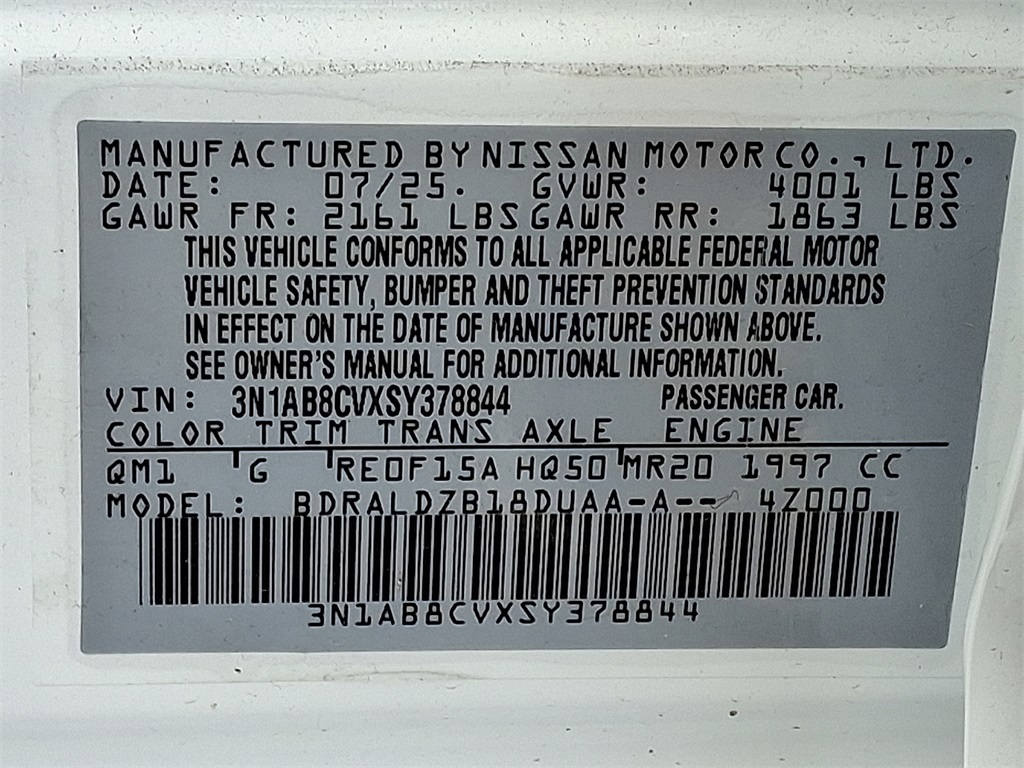 MANUFACTURED BY NISSAN MOTOR CO., LTD.
DATE: 07/25. GVWR: 4001 LBS
GAWR FR: 2161 LBS GAWR RR: 1863 LBS
THIS VEHICLE CONFORMS TO ALL APPLICABLE FEDERAL MOTOR
VEHICLE SAFETY, BUMPER AND THEFT PREVENTION STANDARDS
IN EFFECT ON THE DATE OF MANUFACTURE SHOWN ABOVE.
SEE OWNER'S MANUAL FOR ADDITIONAL INFORMATION.
VIN: 3N1AB8CVXSY378844 PASSENGER CAR.
COLOR TRIM TRANS AXLE ENGINE
QM1 G RE0F15A HQ50 MR20 1997 CC
MODEL: BDRALDZB18DUAA-A-- 4Z000
3N1AB8CVXSY378844